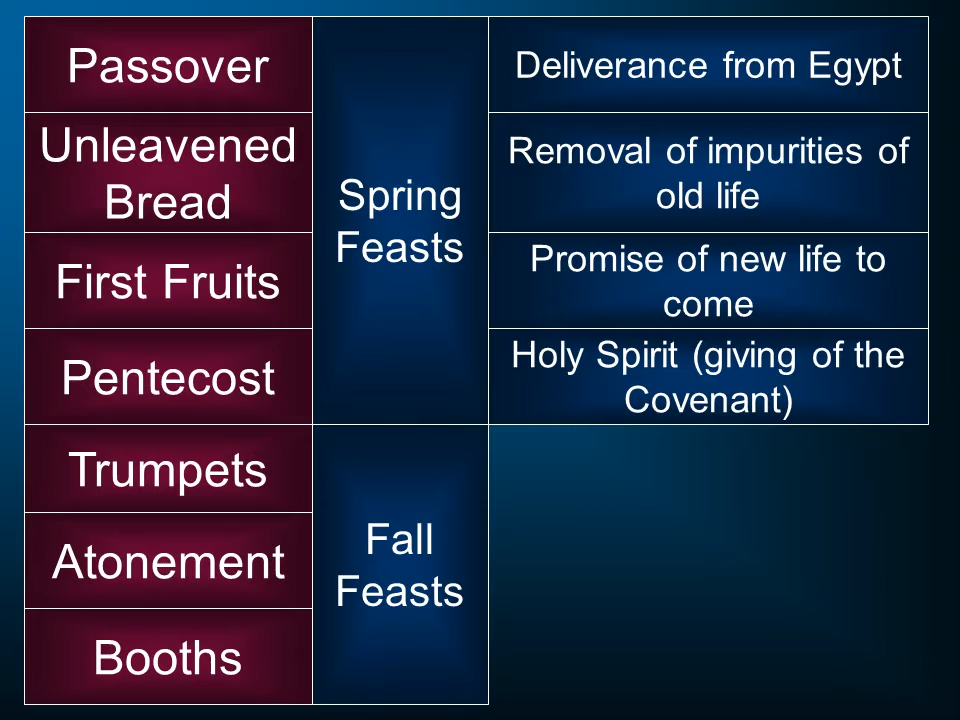 Passover
Deliverance from Egypt
Unleavened
Bread
Removal of impurities of
old life
Spring
Feasts
First Fruits
Promise of new life to
come
Pentecost
Holy Spirit (giving of the
Covenant)
Trumpets
Fall
Feasts
Atonement
Booths